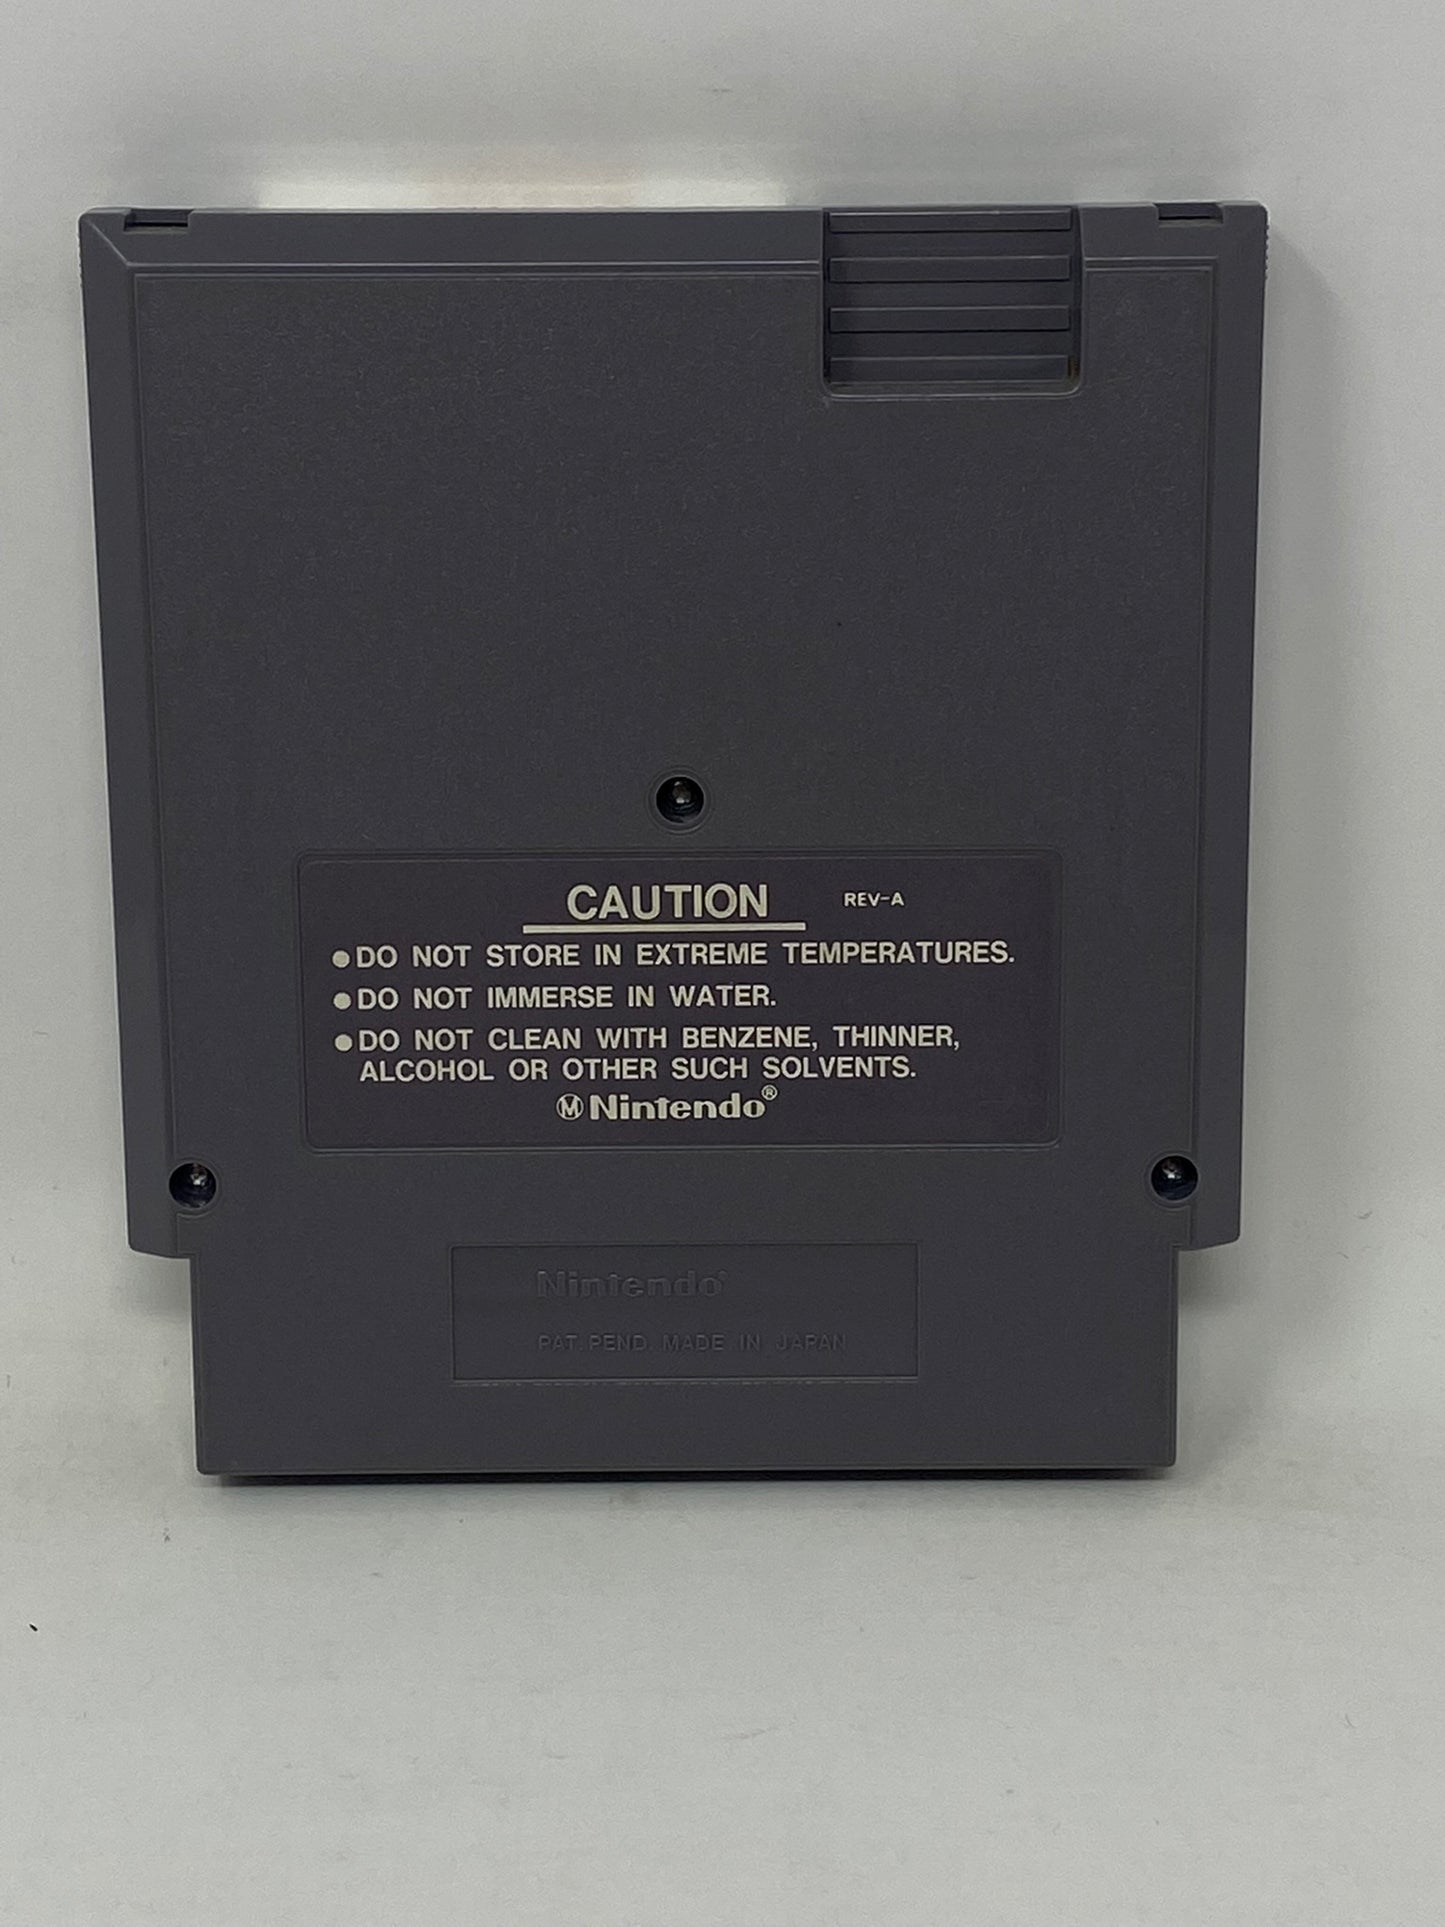 CAUTION REV-A
●DO NOT STORE IN EXTREME TEMPERATURES.
●DO NOT IMMERSE IN WATER.
●DO NOT CLEAN WITH BENZENE, THINNER,
ALCOHOL OR OTHER SUCH SOLVENTS.
Ⓜ Nintendo®
Nintendo®
PAT. PEND. MADE IN JAPAN